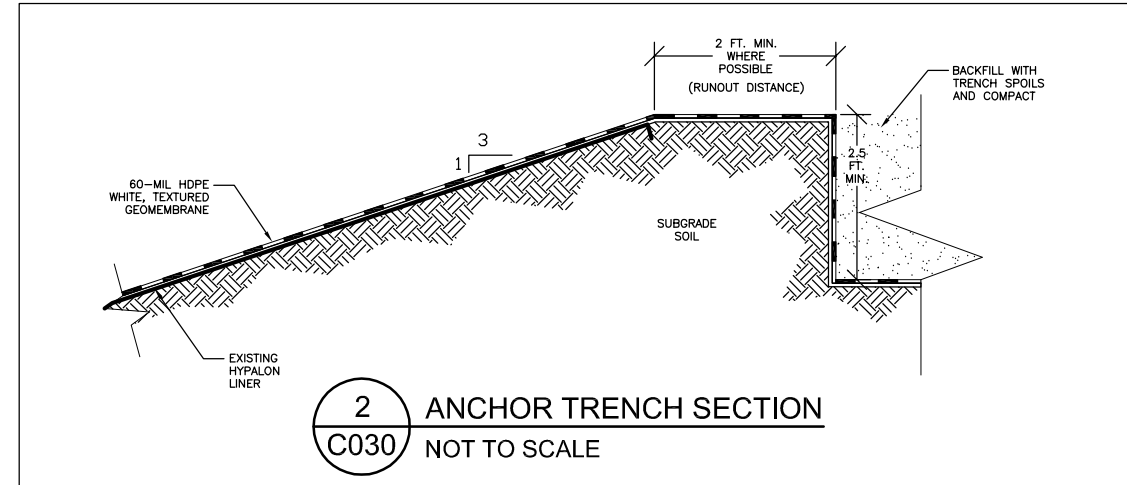 2 FT. MIN.
WHERE
POSSIBLE
(RUNOUT DISTANCE)
BACKFILL WITH
TRENCH SPOILS
AND COMPACT
3
1
2.5
FT.
MIN.
60-MIL HDPE
WHITE, TEXTURED
GEOMEMBRANE
SUBGRADE
SOIL
EXISTING
HYPALON
LINER
2
C030
ANCHOR TRENCH SECTION
NOT TO SCALE